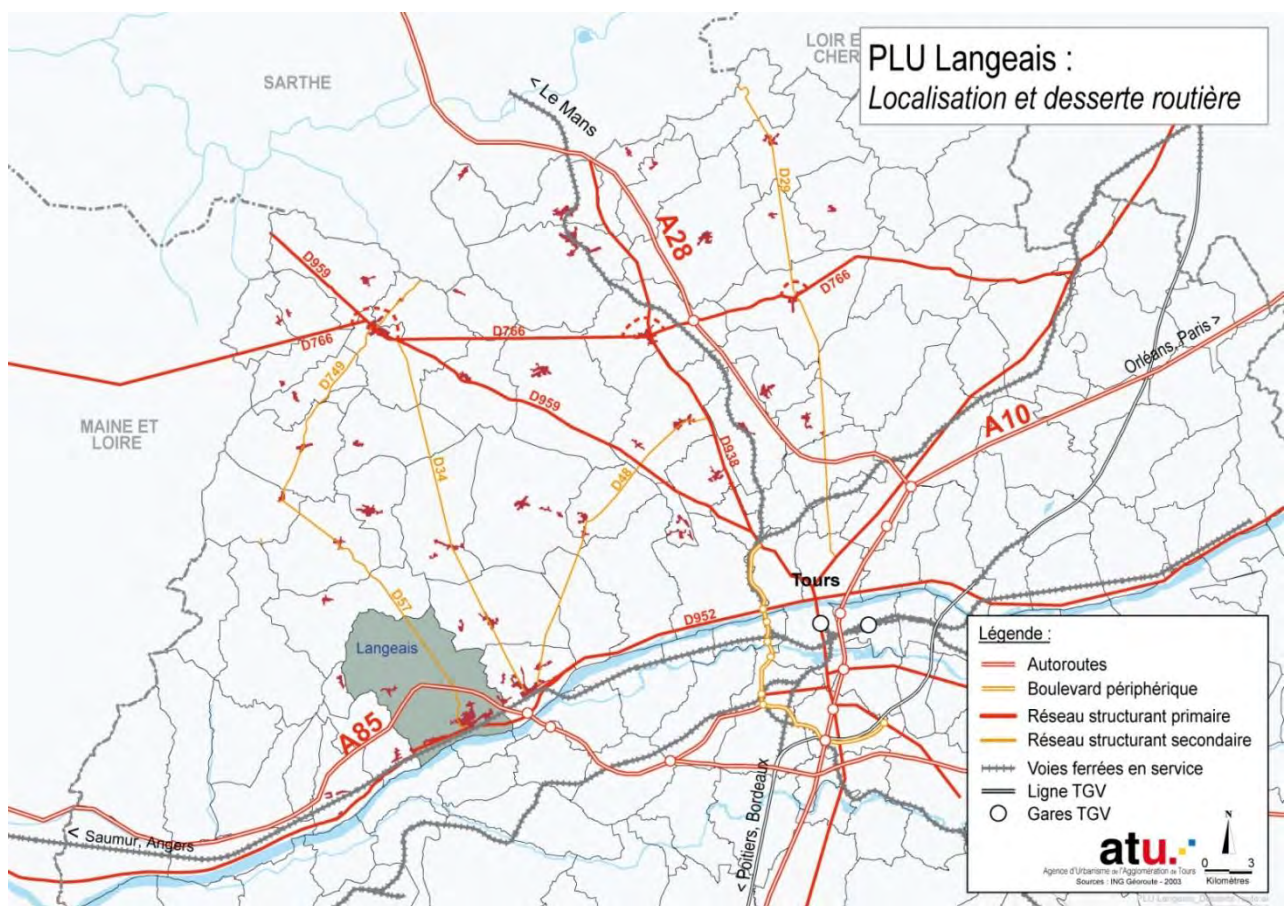 PLU Langeais :
Localisation et desserte routière
SARTHE
LOIR E
CHER
< Le Mans
D29
A28
D959
D766
D766
D766
D749
D959
Orléans, Paris >
A10
MAINE ET
LOIRE
D34
D48
D938
Tours
D57
D952
Langeais
A85
< Saumur, Angers
< Poitiers, Bordeaux
Légende :
Autoroutes
Boulevard périphérique
Réseau structurant primaire
Réseau structurant secondaire
Voies ferrées en service
Ligne TGV
Gares TGV
atu.
Agence d'Urbanisme de l'Agglomération de Tours
Sources : ING Géoroute - 2003
N
0 3
Kilomètres